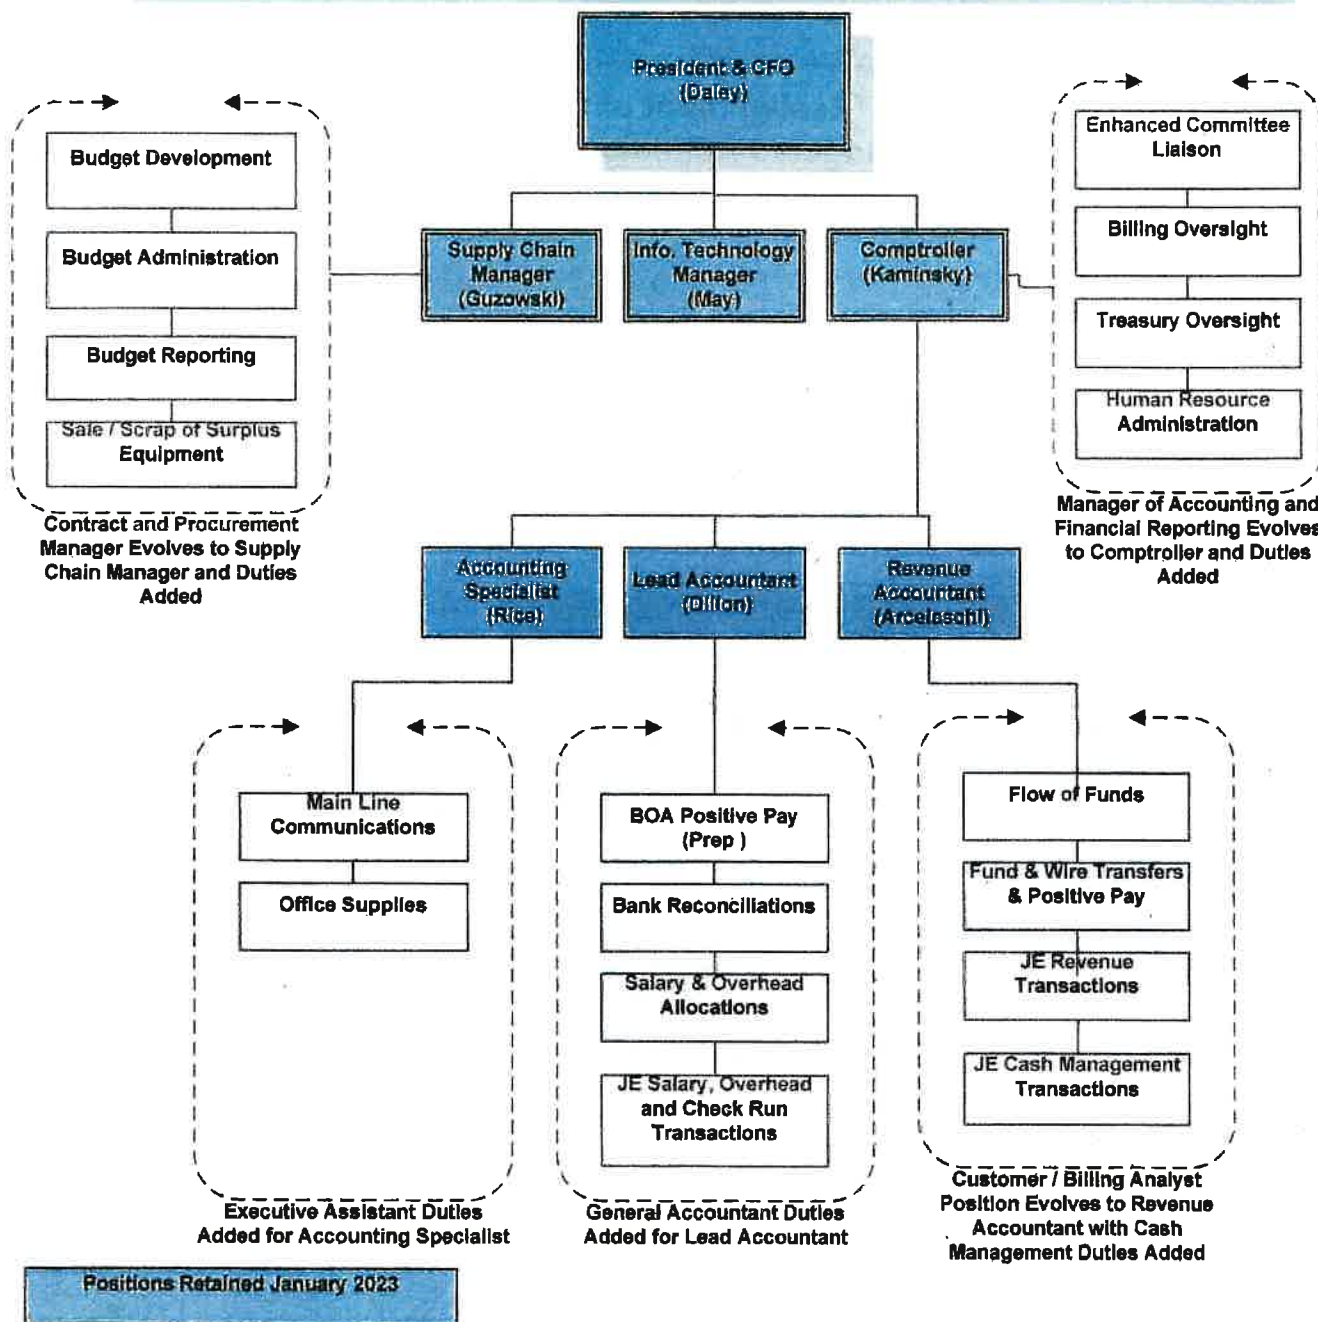 President & CFO
(Daley)
Budget Development
Budget Administration
Budget Reporting
Sale / Scrap of Surplus
Equipment
Contract and Procurement
Manager Evolves to Supply
Chain Manager and Duties
Added
Supply Chain
Manager
(Guzowski)
Info. Technology
Manager
(May)
Comptroller
(Kaminsky)
Enhanced Committee
Liaison
Billing Oversight
Treasury Oversight
Human Resource
Administration
Manager of Accounting and
Financial Reporting Evolves
to Comptroller and Duties
Added
Accounting
Specialist
(Rice)
Lead Accountant
(Dillon)
Revenue
Accountant
Main Line
Communications
Office Supplies
Executive Assistant Duties
Added for Accounting Specialist
BOA Positive Pay
(Prep )
Bank Reconciliations
Salary & Overhead
Allocations
JE Salary, Overhead
and Check Run
Transactions
General Accountant Duties
Added for Lead Accountant
Flow of Funds
Fund & Wire Transfers
& Positive Pay
JE Revenue
Transactions
JE Cash Management
Transactions
Customer / Billing Analyst
Position Evolves to Revenue
Accountant with Cash
Management Duties Added
Positions Retained January 2023